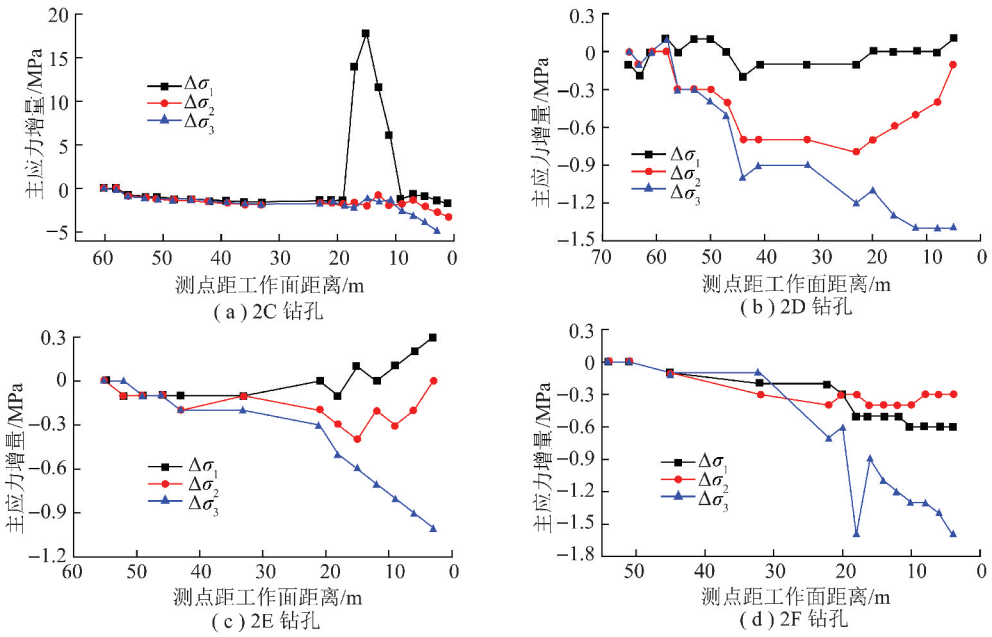 20
15
10
5
0
−5
主应力增量/MPa
Δσ1
Δσ2
Δσ3
60 50 40 30 20 10 0
测点距工作面距离/m
( a ) 2C 钻孔
0.3
0
−0.3
−0.6
−0.9
−1.2
−1.5
主应力增量/MPa
Δσ1
Δσ2
Δσ3
70 60 50 40 30 20 10 0
测点距工作面距离/m
( b ) 2D 钻孔
0.3
0
−0.3
−0.6
−0.9
−1.2
主应力增量/MPa
Δσ1
Δσ2
Δσ3
60 50 40 30 20 10 0
测点距工作面距离/m
( c ) 2E 钻孔
0.3
0
−0.3
−0.6
−0.9
−1.2
−1.5
−1.8
主应力增量/MPa
Δσ1
Δσ2
Δσ3
50 40 30 20 10 0
测点距工作面距离/m
( d ) 2F 钻孔